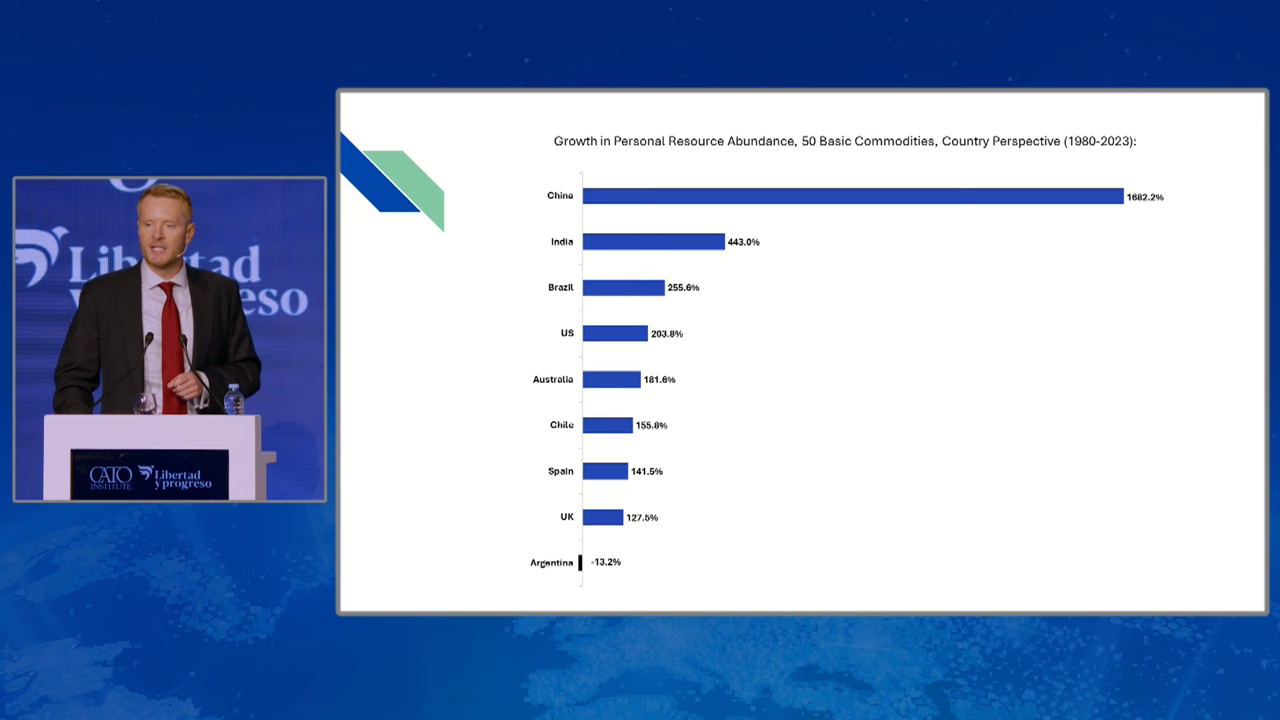 Libertad
y progreso
CATO
INSTITUTE
Libertad
y progreso
Growth in Personal Resource Abundance, 50 Basic Commodities, Country Perspective (1980-2023):
China 1682.2%
India 443.0%
Brazil 255.6%
US 203.8%
Australia 181.6%
Chile 155.8%
Spain 141.5%
UK 127.5%
Argentina -13.2%